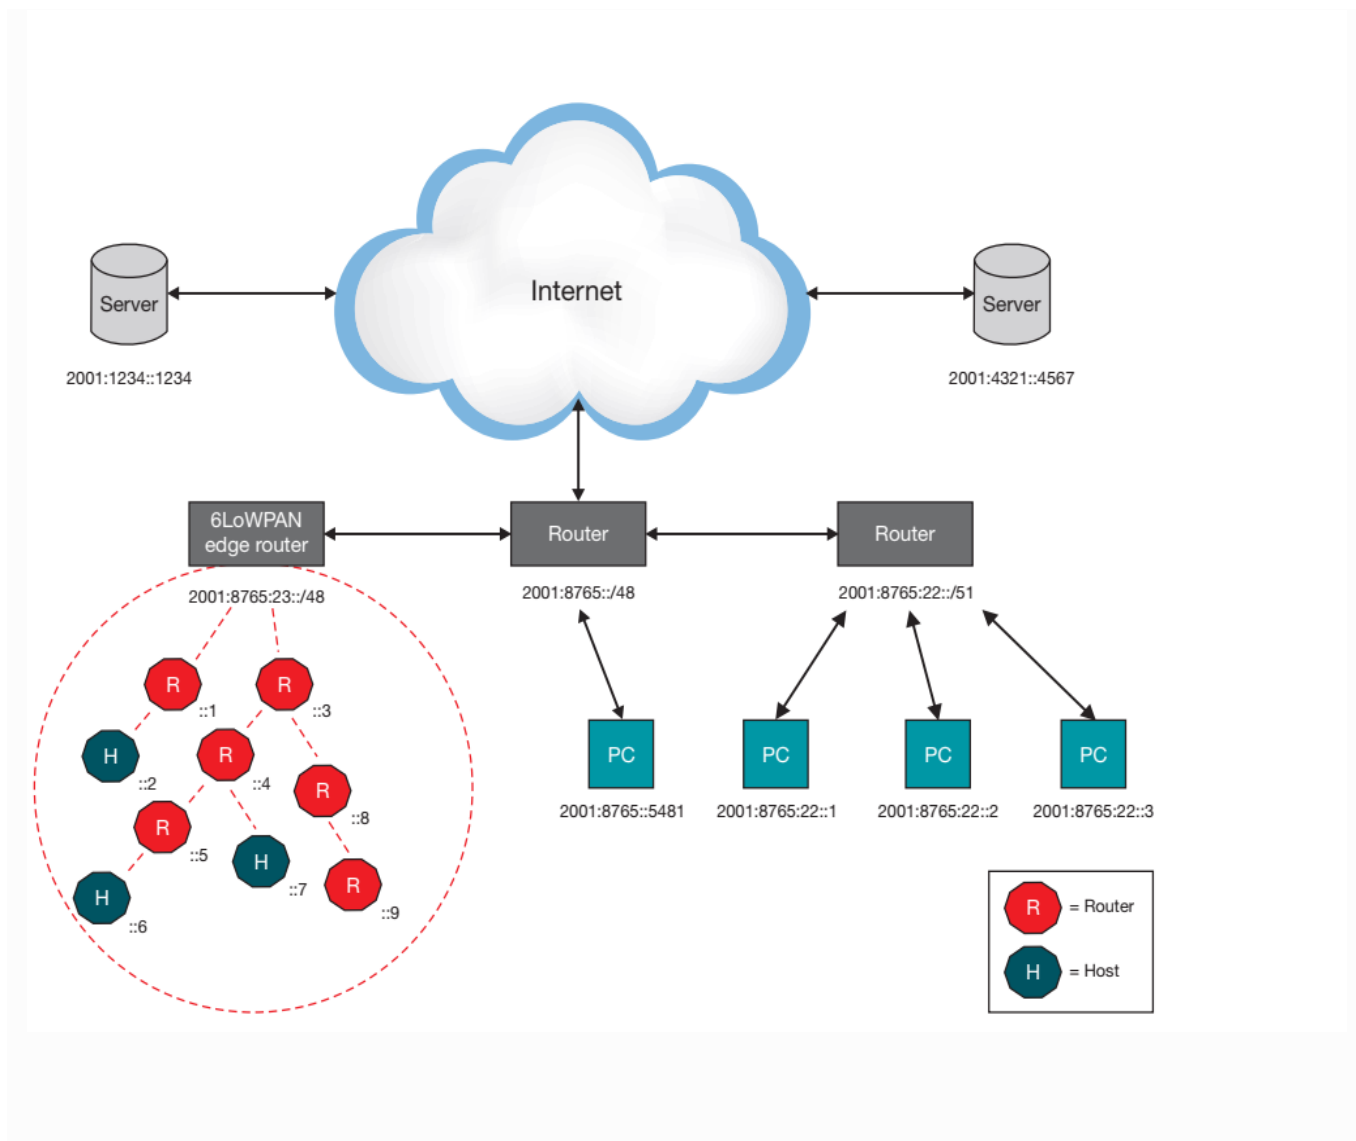 Internet
Server
Server
2001:1234::1234
2001:4321::4567
6LoWPAN
edge router
Router
Router
2001:8765:23::/48
2001:8765::/48
2001:8765:22::/51
R
::1
R
::3
H
::2
R
::4
R
::8
R
::5
H
::7
R
::9
H
::6
PC
PC
PC
PC
2001:8765::5481
2001:8765:22::1
2001:8765:22::2
2001:8765:22::3
R = Router
H = Host